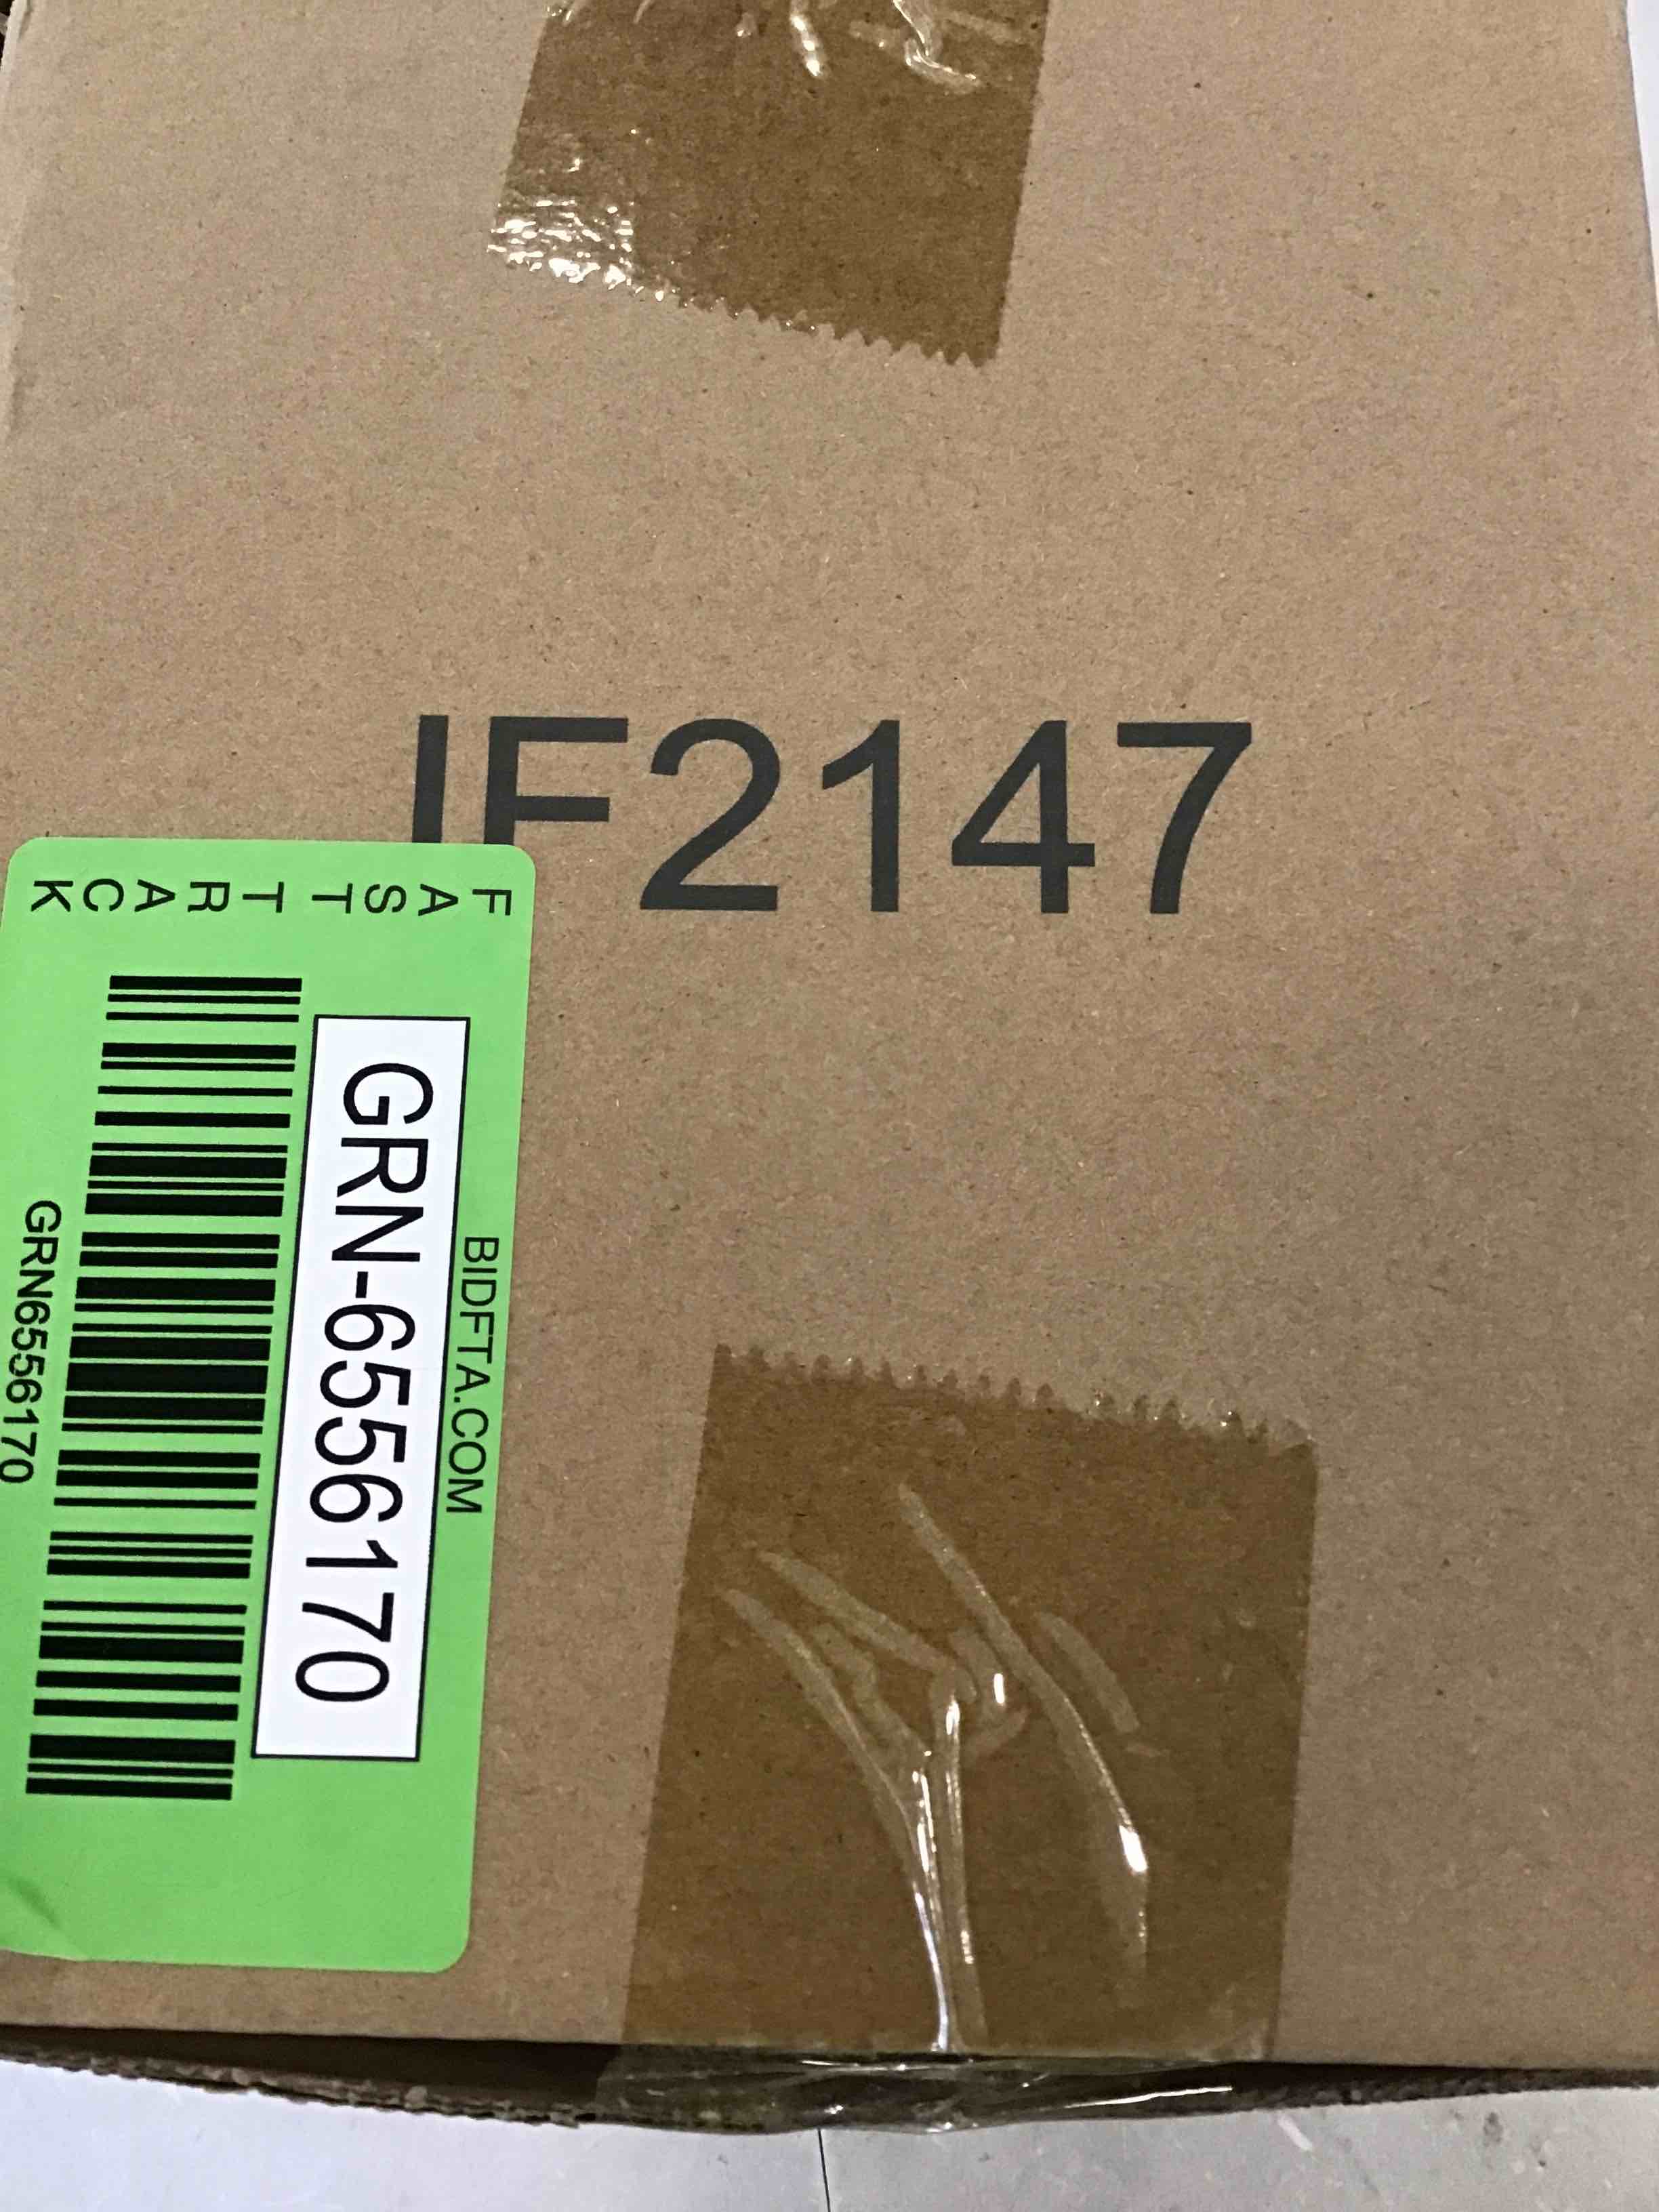 IF2147
FAST TRACK
BIDFTA.COM
GRN-6556170
GRN6556170